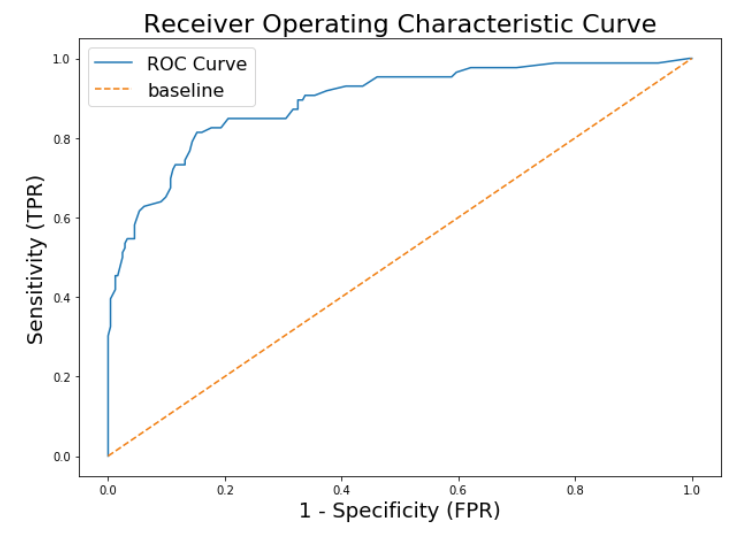 Receiver Operating Characteristic Curve
ROC Curve
baseline
Sensitivity (TPR)
1.0
0.8
0.6
0.4
0.2
0.0
0.0 0.2 0.4 0.6 0.8 1.0
1 - Specificity (FPR)